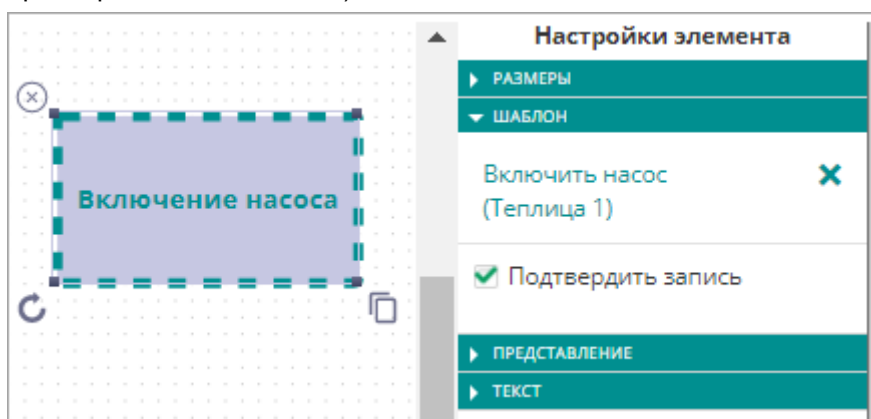 Настройки элемента
РАЗМЕРЫ
ШАБЛОН
Включить насос
(Теплица 1)
Подтвердить запись
ПРЕДСТАВЛЕНИЕ
ТЕКСТ
Включение насоса